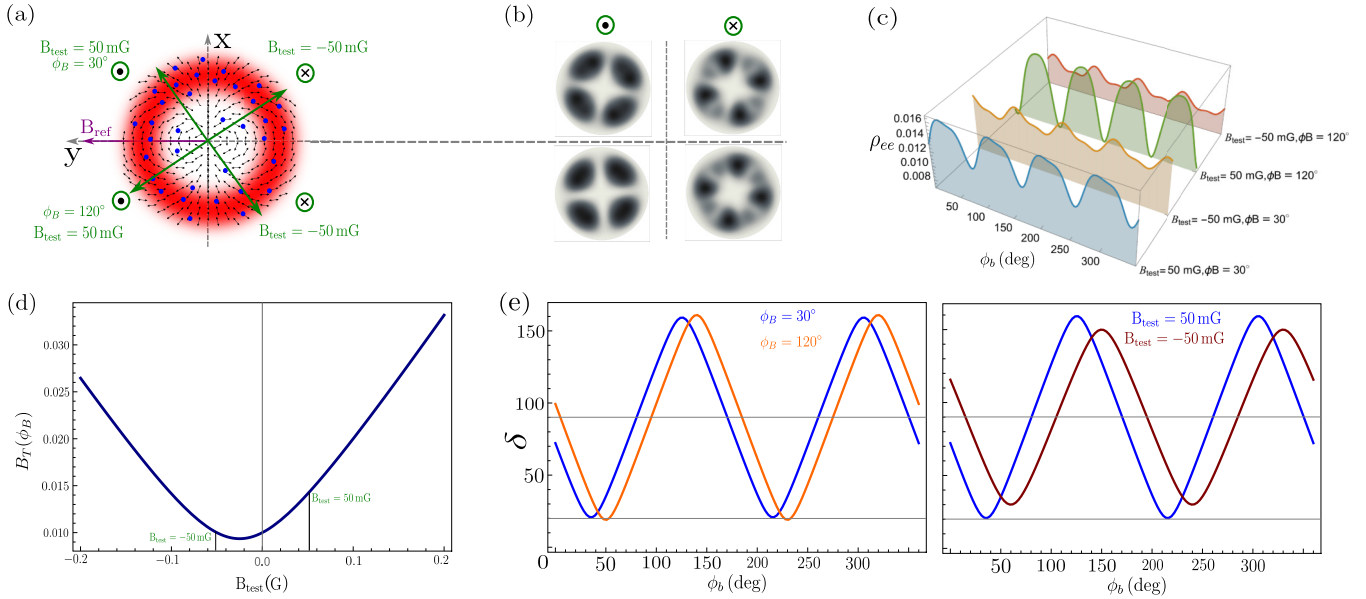 (a)
x
B_test = 50 mG
ϕ_B = 30°
B_test = −50 mG
B_ref
y
ϕ_B = 120°
B_test = 50 mG
B_test = −50 mG
(b)
(c)
0.016
0.014
0.012
0.010
0.008
ρ_ee
50
100
150
200
250
300
ϕ_b (deg)
B_test = −50 mG,ϕB = 120°
B_test = 50 mG,ϕB = 120°
B_test = −50 mG,ϕB = 30°
B_test = 50 mG,ϕB = 30°
(d)
B_T(ϕ_B)
0.030
0.025
0.020
0.015
0.010
B_test = 50 mG
B_test = −50 mG
−0.2 −0.1 0.0 0.1 0.2
B_test(G)
(e)
δ
150
100
50
0
ϕ_B = 30°
ϕ_B = 120°
50 100 150 200 250 300
ϕ_b (deg)
B_test = 50 mG
B_test = −50 mG
50 100 150 200 250 300
ϕ_b (deg)